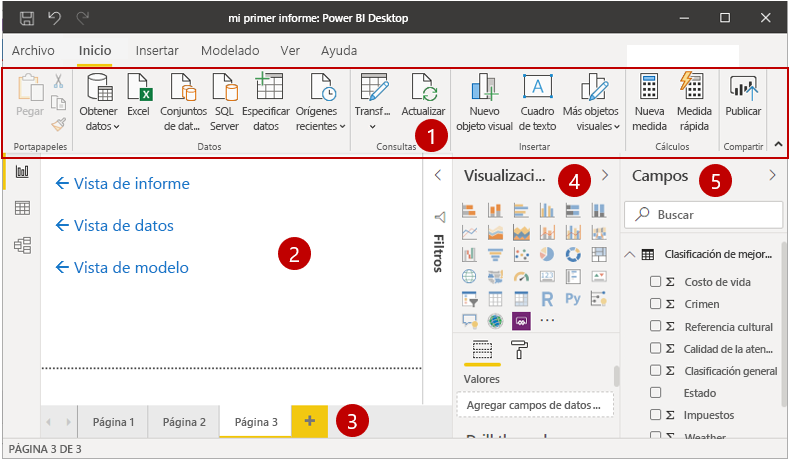 mi primer informe: Power BI Desktop
Archivo Inicio Insertar Modelado Ver Ayuda
Pegar
Obtener datos
Excel
Conjuntos de dat...
SQL Server
Especificar datos
Orígenes recientes
Transf...
Actualizar
Nuevo objeto visual
Cuadro de texto
Más objetos visuales
Nueva medida
Medida rápida
Publicar
1
Portapapeles Datos Consultas Insertar Cálculos Compartir
Vista de informe
Vista de datos
Vista de modelo
2
Filtros
Visualizaci...
4
R
Py
Valores
Agregar campos de datos...
Campos
5
Buscar
Clasificación de mejor...
Σ Costo de vida
Σ Crimen
Σ Referencia cultural
Σ Calidad de la aten...
Σ Clasificación general
Estado
Σ Impuestos
Σ Weather
Página 1 Página 2 Página 3 +
3
PÁGINA 3 DE 3